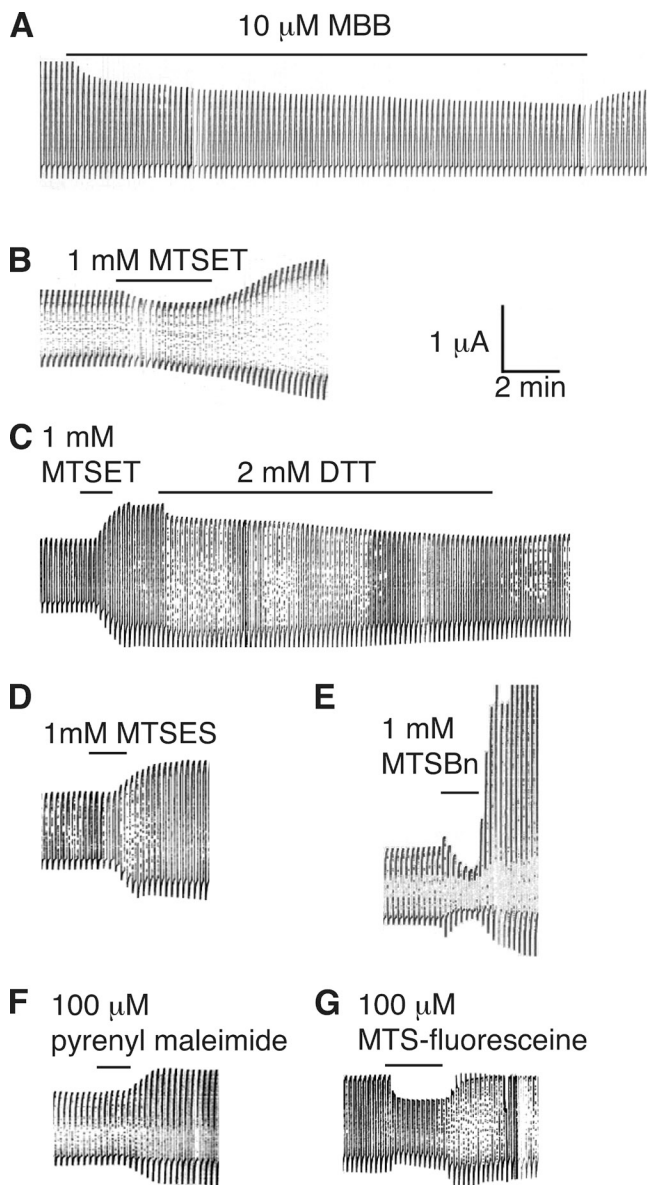 A
10 μM MBB
B
1 mM MTSET
1 μA
2 min
C
1 mM
MTSET
2 mM DTT
D
1mM MTSES
E
1 mM
MTSBn
F
100 μM
pyrenyl maleimide
G
100 μM
MTS-fluoresceine